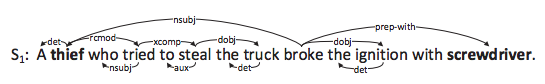 nsubj prep-with
det rcmod xcomp dobj dobj
S₁: A thief who tried to steal the truck broke the ignition with screwdriver.
nsubj aux det det